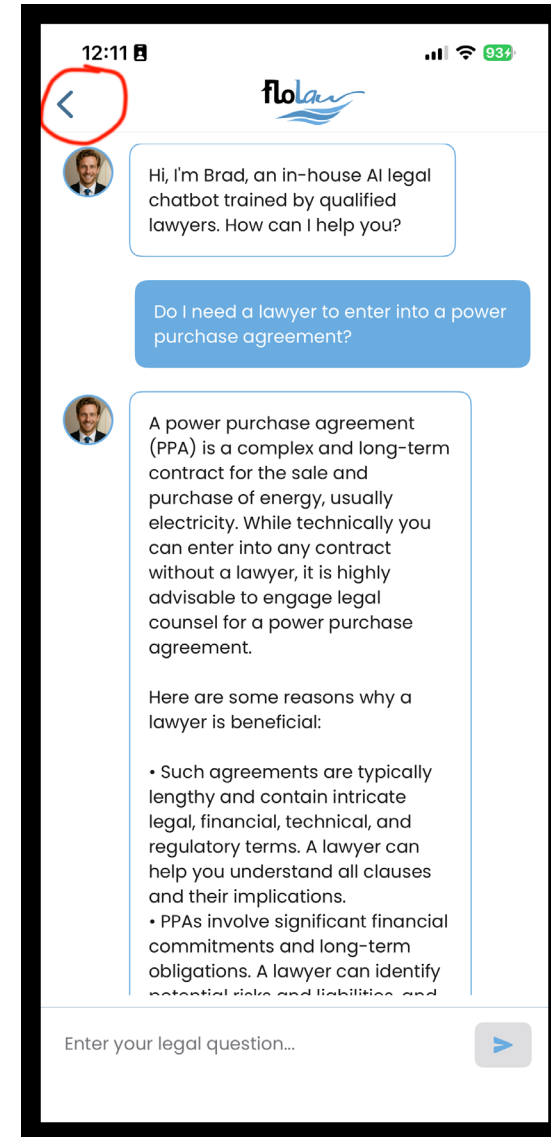 12:11
93
flolaw
Hi, I'm Brad, an in-house AI legal
chatbot trained by qualified
lawyers. How can I help you?
Do I need a lawyer to enter into a power
purchase agreement?
A power purchase agreement
(PPA) is a complex and long-term
contract for the sale and
purchase of energy, usually
electricity. While technically you
can enter into any contract
without a lawyer, it is highly
advisable to engage legal
counsel for a power purchase
agreement.
Here are some reasons why a
lawyer is beneficial:
• Such agreements are typically
lengthy and contain intricate
legal, financial, technical, and
regulatory terms. A lawyer can
help you understand all clauses
and their implications.
• PPAs involve significant financial
commitments and long-term
obligations. A lawyer can identify
potential risks and liabilities, and
Enter your legal question...